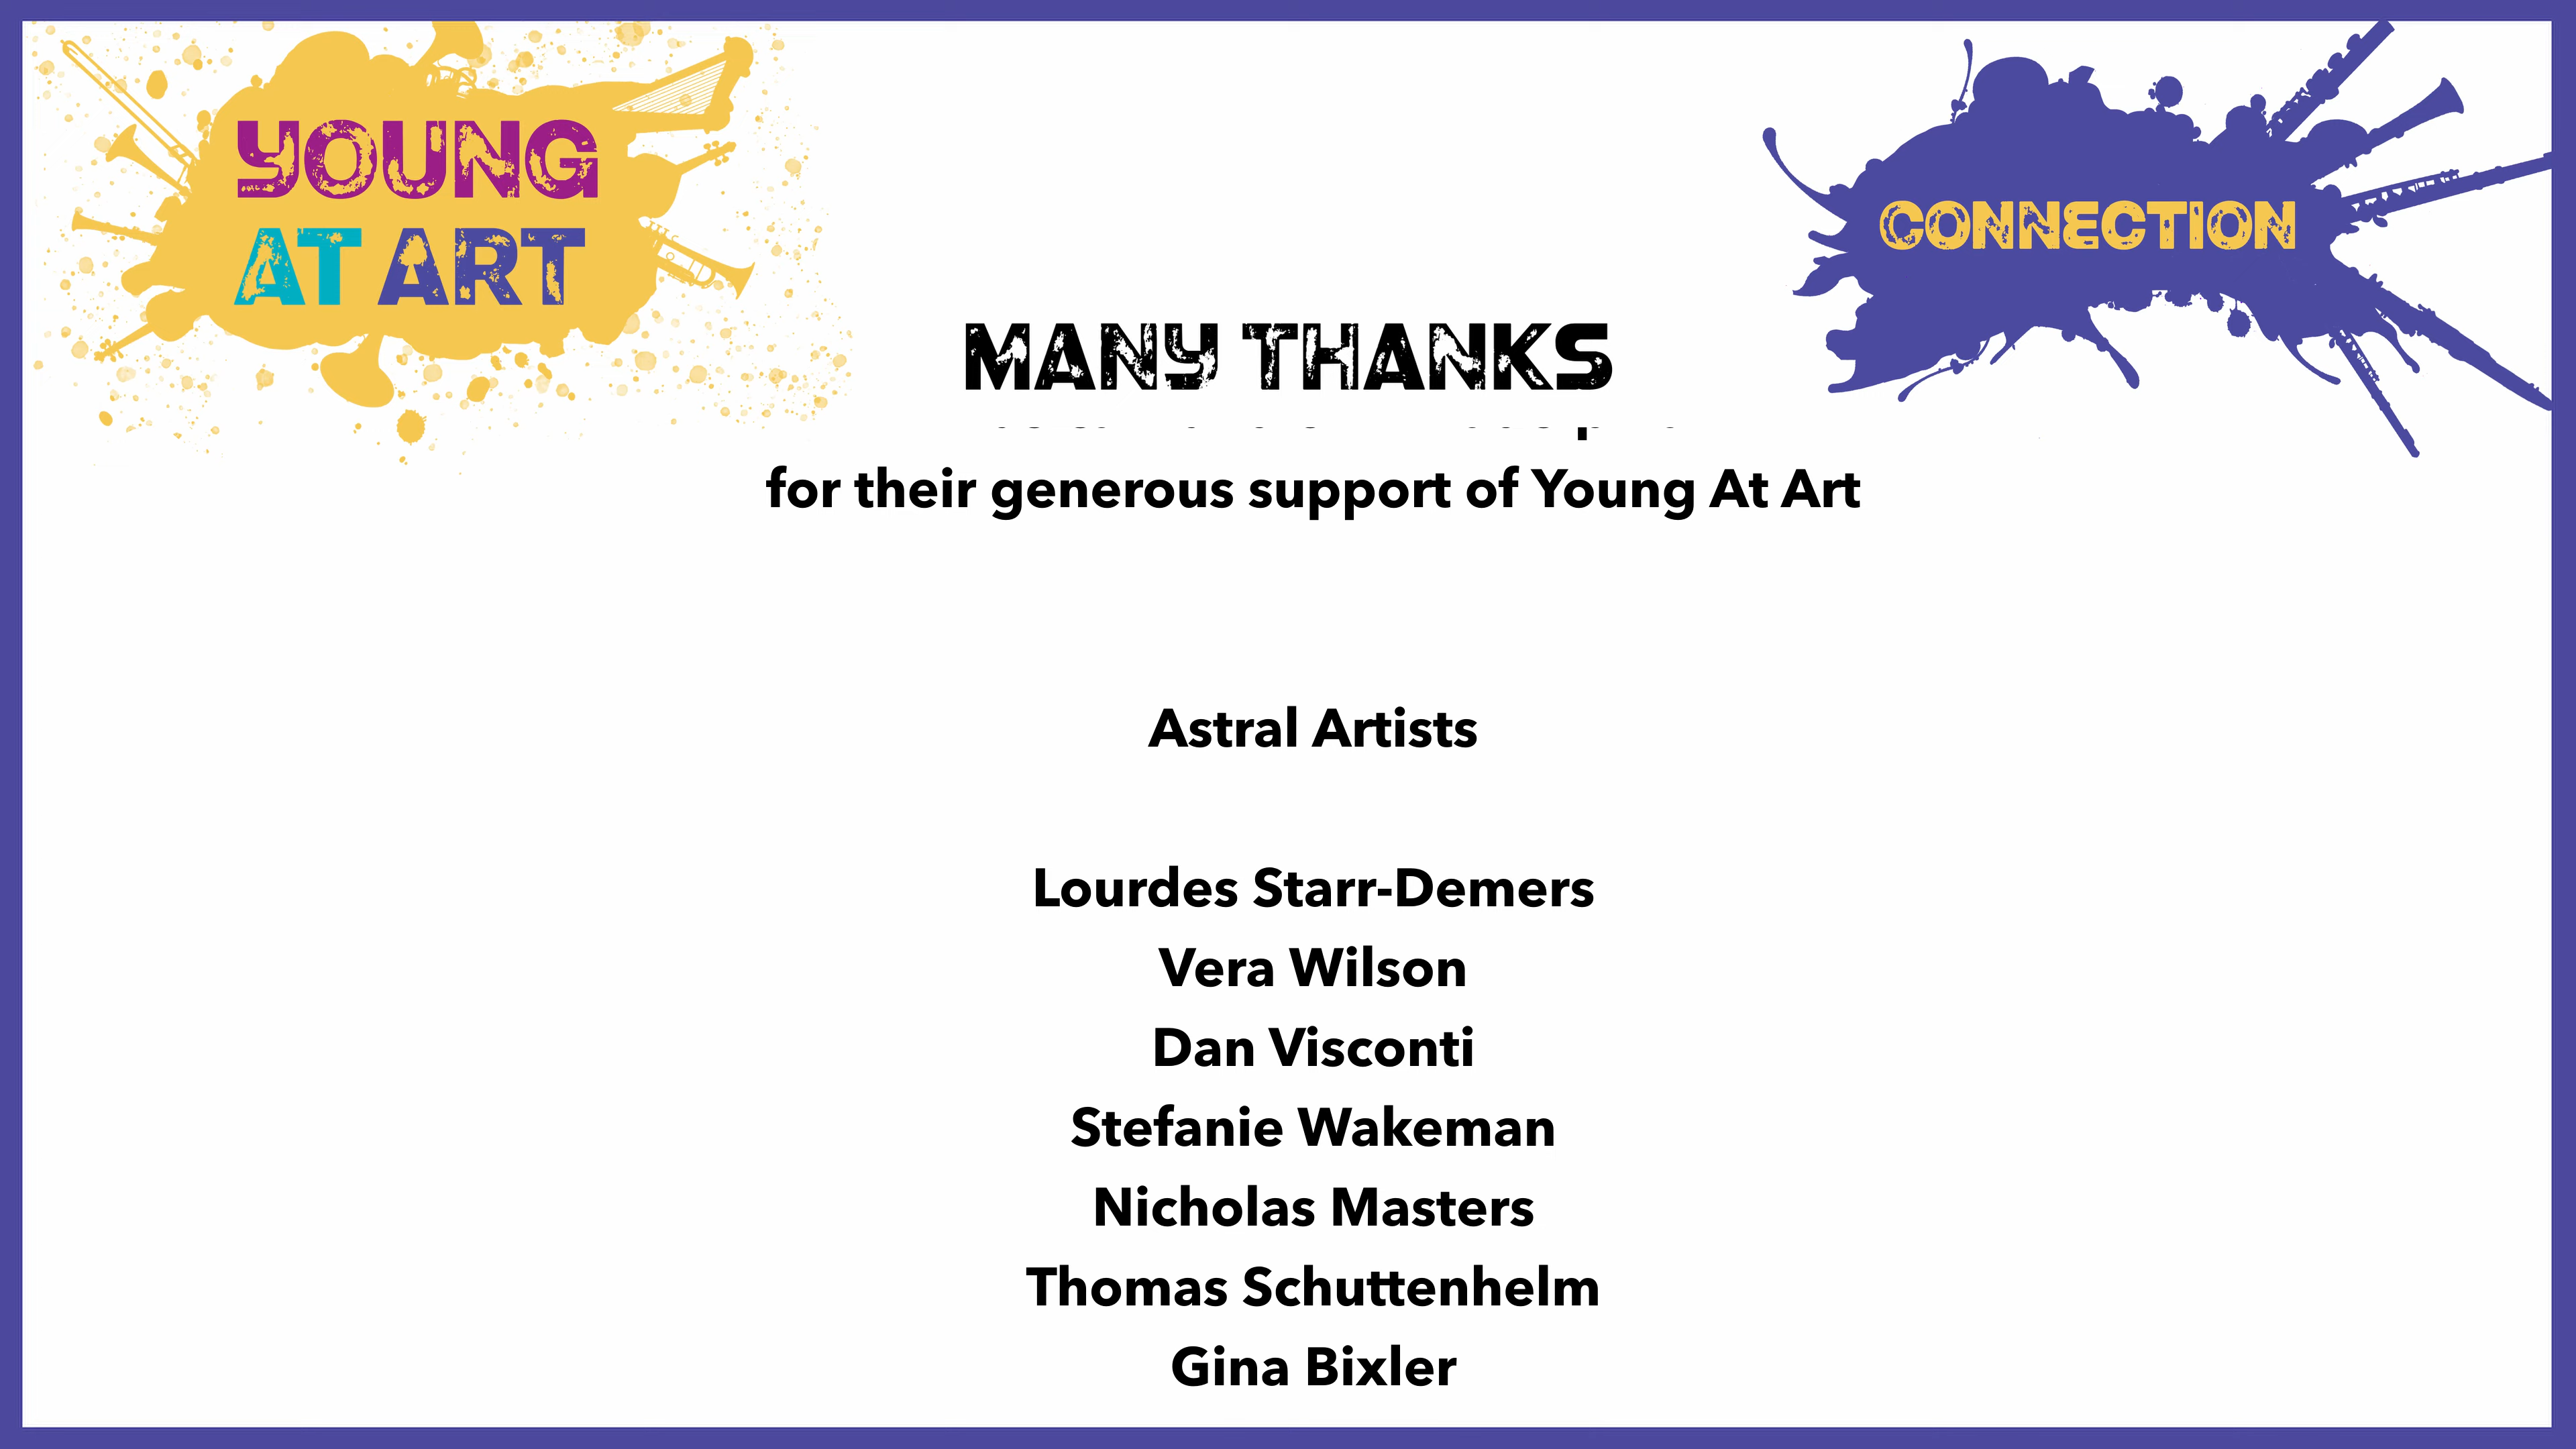 YOUNG
AT ART
CONNECTION
MANY THANKS
for their generous support of Young At Art
Astral Artists
Lourdes Starr-Demers
Vera Wilson
Dan Visconti
Stefanie Wakeman
Nicholas Masters
Thomas Schuttenhelm
Gina Bixler